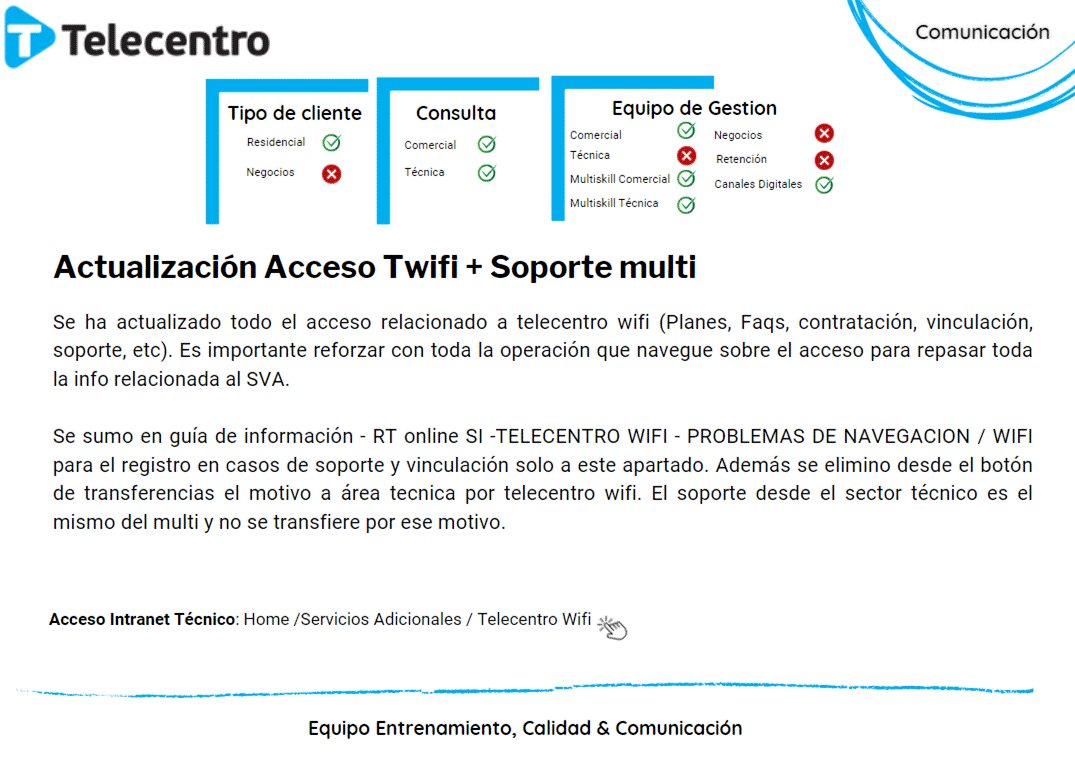 Telecentro
Comunicación
Tipo de cliente
Residencial
Negocios
Consulta
Comercial
Técnica
Equipo de Gestion
Comercial
Técnica
Multiskill Comercial
Multiskill Técnica
Negocios
Retención
Canales Digitales
Actualización Acceso Twifi + Soporte multi
Se ha actualizado todo el acceso relacionado a telecentro wifi (Planes, Faqs, contratación, vinculación,
soporte, etc). Es importante reforzar con toda la operación que navegue sobre el acceso para repasar toda
la info relacionada al SVA.
Se sumo en guía de información - RT online SI -TELECENTRO WIFI - PROBLEMAS DE NAVEGACION / WIFI
para el registro en casos de soporte y vinculación solo a este apartado. Además se elimino desde el botón
de transferencias el motivo a área tecnica por telecentro wifi. El soporte desde el sector técnico es el
mismo del multi y no se transfiere por ese motivo.
Acceso Intranet Técnico: Home /Servicios Adicionales / Telecentro Wifi
Equipo Entrenamiento, Calidad & Comunicación